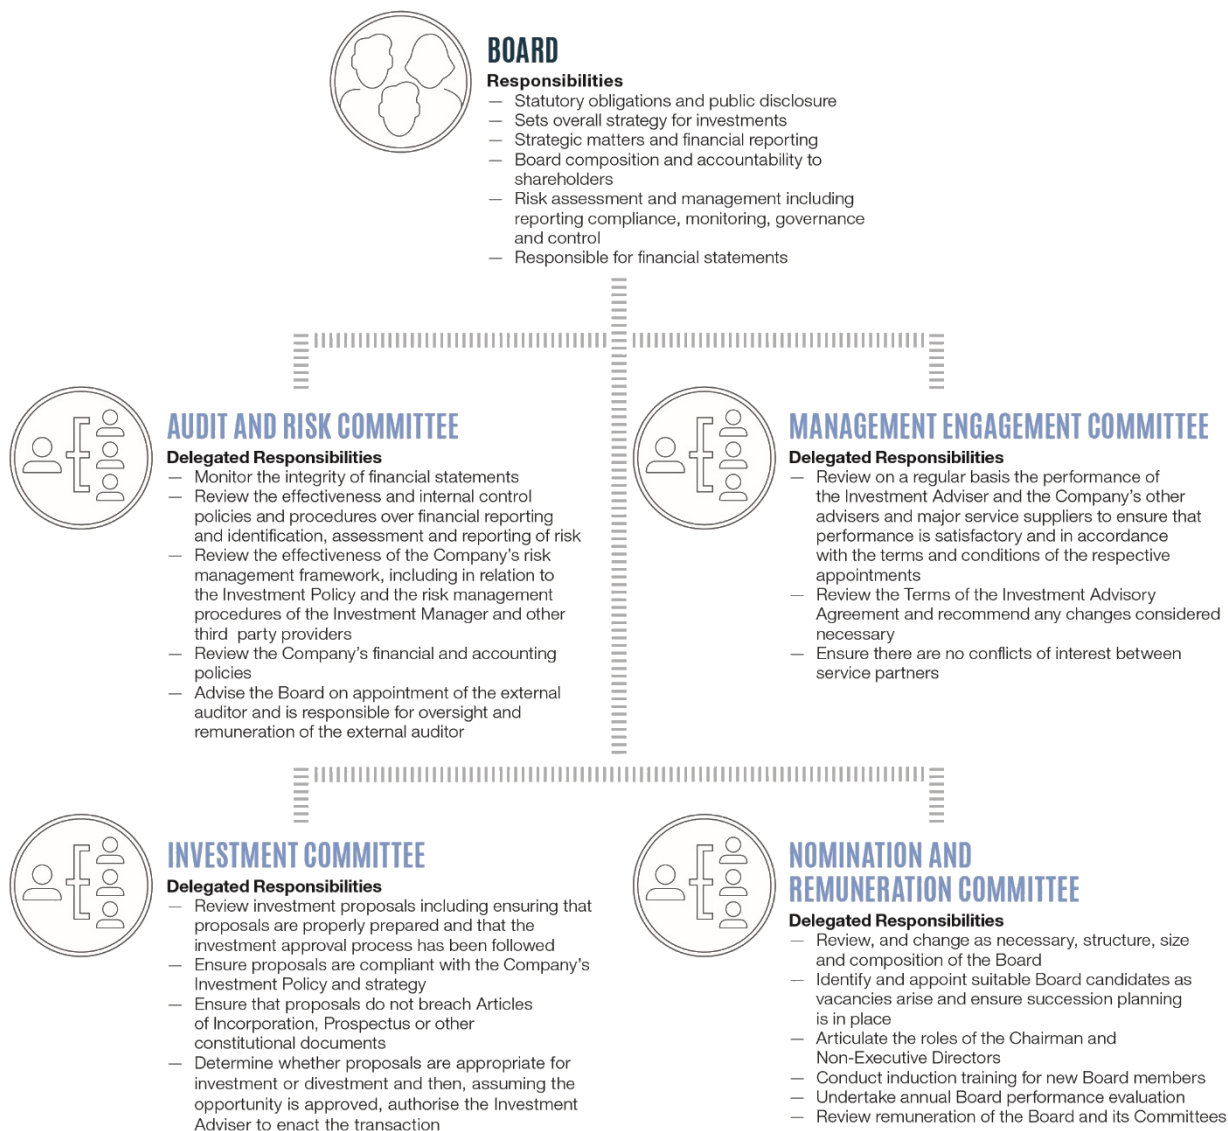 BOARD
Responsibilities
— Statutory obligations and public disclosure
— Sets overall strategy for investments
— Strategic matters and financial reporting
— Board composition and accountability to
shareholders
— Risk assessment and management including
reporting compliance, monitoring, governance
and control
— Responsible for financial statements
AUDIT AND RISK COMMITTEE
Delegated Responsibilities
— Monitor the integrity of financial statements
— Review the effectiveness and internal control
policies and procedures over financial reporting
and identification, assessment and reporting of risk
— Review the effectiveness of the Company's risk
management framework, including in relation to
the Investment Policy and the risk management
procedures of the Investment Manager and other
third party providers
— Review the Company's financial and accounting
policies
— Advise the Board on appointment of the external
auditor and is responsible for oversight and
remuneration of the external auditor
MANAGEMENT ENGAGEMENT COMMITTEE
Delegated Responsibilities
— Review on a regular basis the performance of
the Investment Adviser and the Company's other
advisers and major service suppliers to ensure that
performance is satisfactory and in accordance
with the terms and conditions of the respective
appointments
— Review the Terms of the Investment Advisory
Agreement and recommend any changes considered
necessary
— Ensure there are no conflicts of interest between
service partners
INVESTMENT COMMITTEE
Delegated Responsibilities
— Review investment proposals including ensuring that
proposals are properly prepared and that the
investment approval process has been followed
— Ensure proposals are compliant with the Company's
Investment Policy and strategy
— Ensure that proposals do not breach Articles
of Incorporation, Prospectus or other
constitutional documents
— Determine whether proposals are appropriate for
investment or divestment and then, assuming the
opportunity is approved, authorise the Investment
Adviser to enact the transaction
NOMINATION AND
REMUNERATION COMMITTEE
Delegated Responsibilities
— Review, and change as necessary, structure, size
and composition of the Board
— Identify and appoint suitable Board candidates as
vacancies arise and ensure succession planning
is in place
— Articulate the roles of the Chairman and
Non-Executive Directors
— Conduct induction training for new Board members
— Undertake annual Board performance evaluation
— Review remuneration of the Board and its Committees